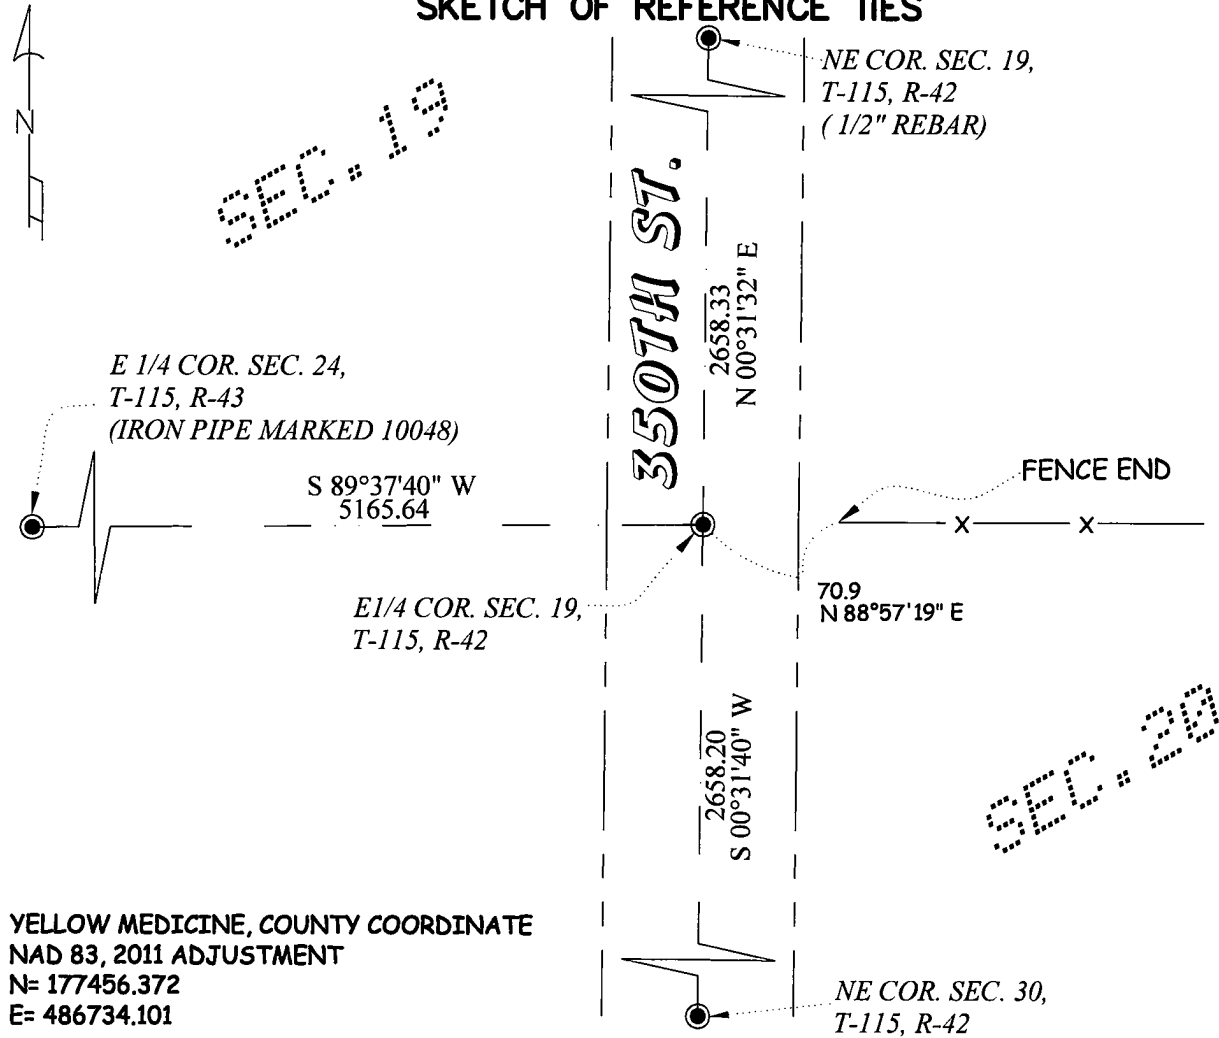 SKETCH OF REFERENCE TIES
N
SEC. 19
NE COR. SEC. 19,
T-115, R-42
( 1/2" REBAR)
350TH ST.
2658.33
N 00°31'32" E
E 1/4 COR. SEC. 24,
T-115, R-43
(IRON PIPE MARKED 10048)
S 89°37'40" W
5165.64
FENCE END
X X
E1/4 COR. SEC. 19,
T-115, R-42
70.9
N 88°57'19" E
2658.20
S 00°31'40" W
SEC. 20
YELLOW MEDICINE, COUNTY COORDINATE
NAD 83, 2011 ADJUSTMENT
N= 177456.372
E= 486734.101
NE COR. SEC. 30,
T-115, R-42